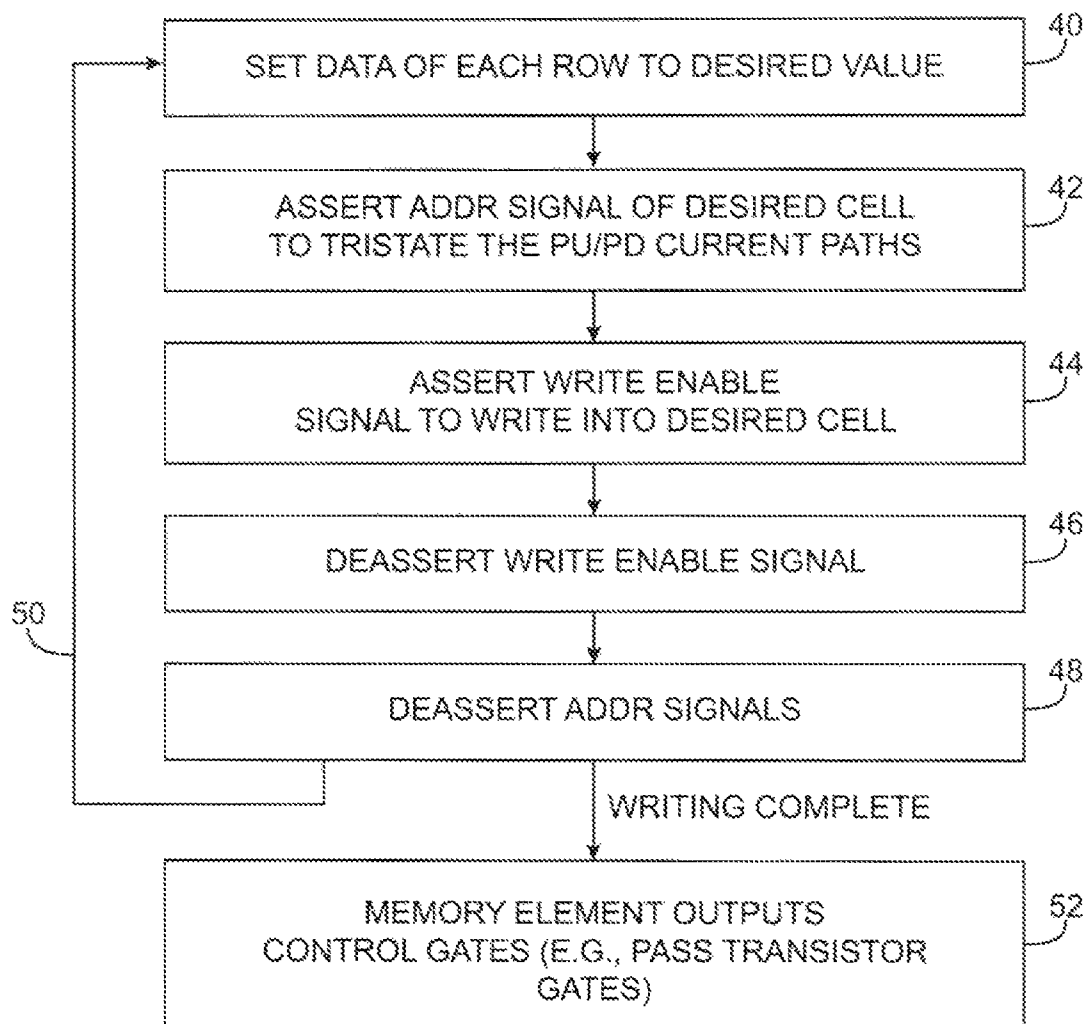 40
SET DATA OF EACH ROW TO DESIRED VALUE
42
ASSERT ADDR SIGNAL OF DESIRED CELL
TO TRISTATE THE PU/PD CURRENT PATHS
44
ASSERT WRITE ENABLE
SIGNAL TO WRITE INTO DESIRED CELL
46
DEASSERT WRITE ENABLE SIGNAL
50
48
DEASSERT ADDR SIGNALS
WRITING COMPLETE
52
MEMORY ELEMENT OUTPUTS
CONTROL GATES (E.G., PASS TRANSISTOR
GATES)